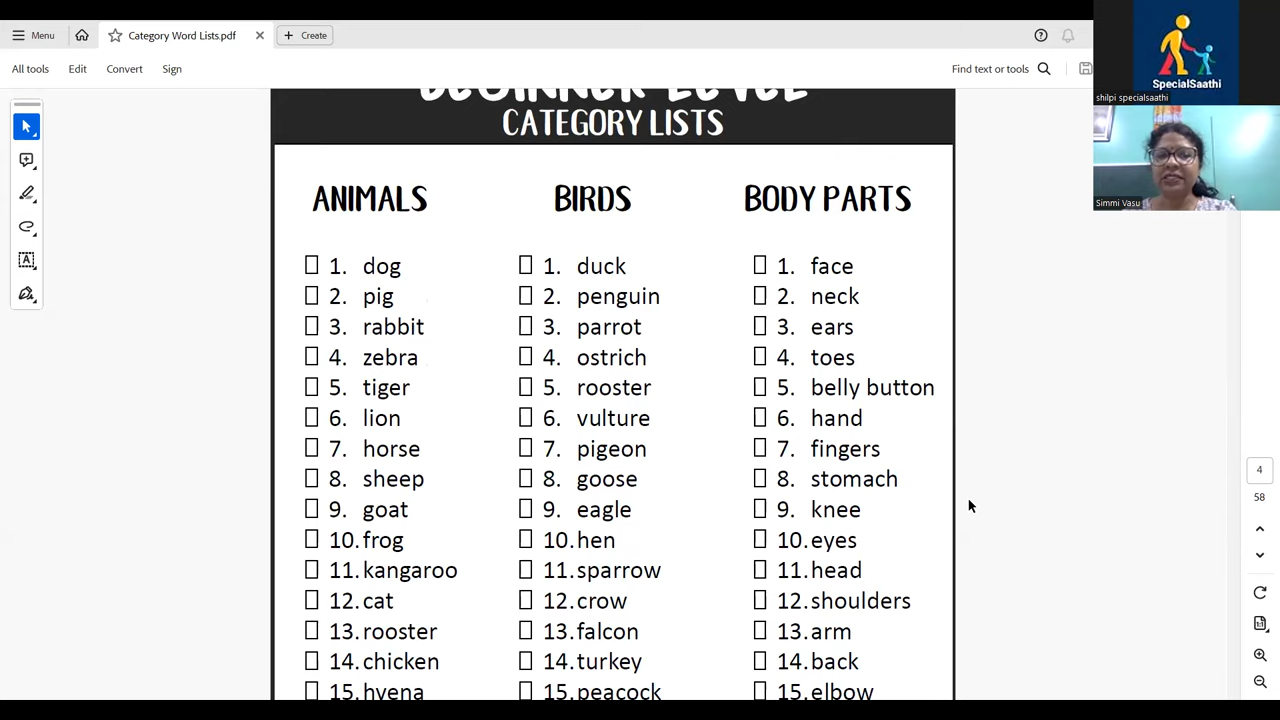 Menu
Category Word Lists.pdf
Create
All tools
Edit
Convert
Sign
Find text or tools
SpecialSaathi
shilpi specialsaathi
Simmi Vasu
BEGINNER LEVEL
CATEGORY LISTS
ANIMALS
1. dog
2. pig
3. rabbit
4. zebra
5. tiger
6. lion
7. horse
8. sheep
9. goat
10. frog
11. kangaroo
12. cat
13. rooster
14. chicken
15. hyena
BIRDS
1. duck
2. penguin
3. parrot
4. ostrich
5. rooster
6. vulture
7. pigeon
8. goose
9. eagle
10. hen
11. sparrow
12. crow
13. falcon
14. turkey
15. peacock
BODY PARTS
1. face
2. neck
3. ears
4. toes
5. belly button
6. hand
7. fingers
8. stomach
9. knee
10. eyes
11. head
12. shoulders
13. arm
14. back
15. elbow
4
58